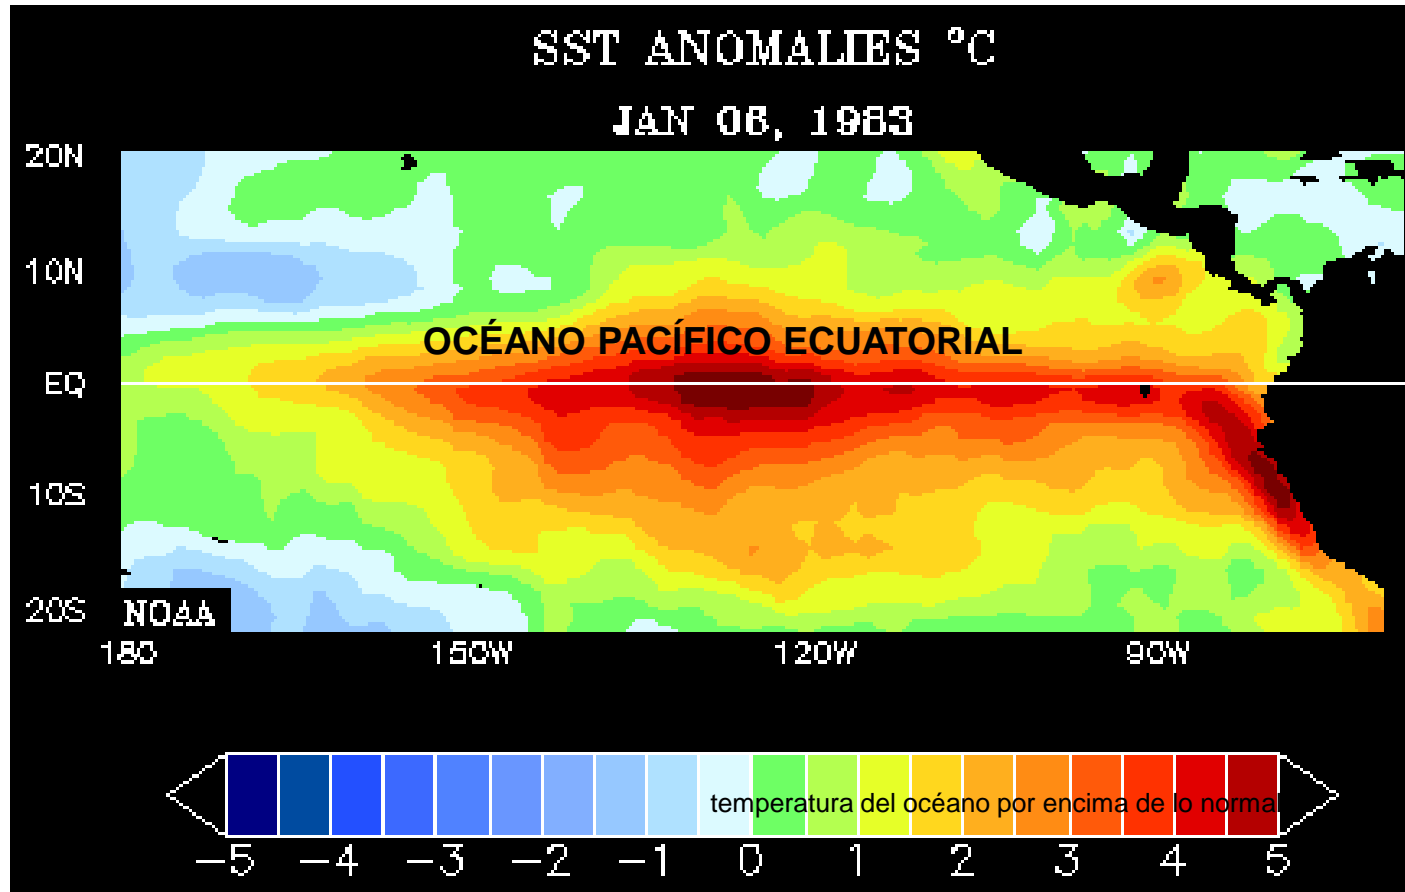 SST ANOMALIES °C
JAN 06, 1983
20N
10N
OCÉANO PACÍFICO ECUATORIAL
EQ
10S
20S
NOAA
180 150W 120W 90W
temperatura del océano por encima de lo normal
−5 −4 −3 −2 −1 0 1 2 3 4 5